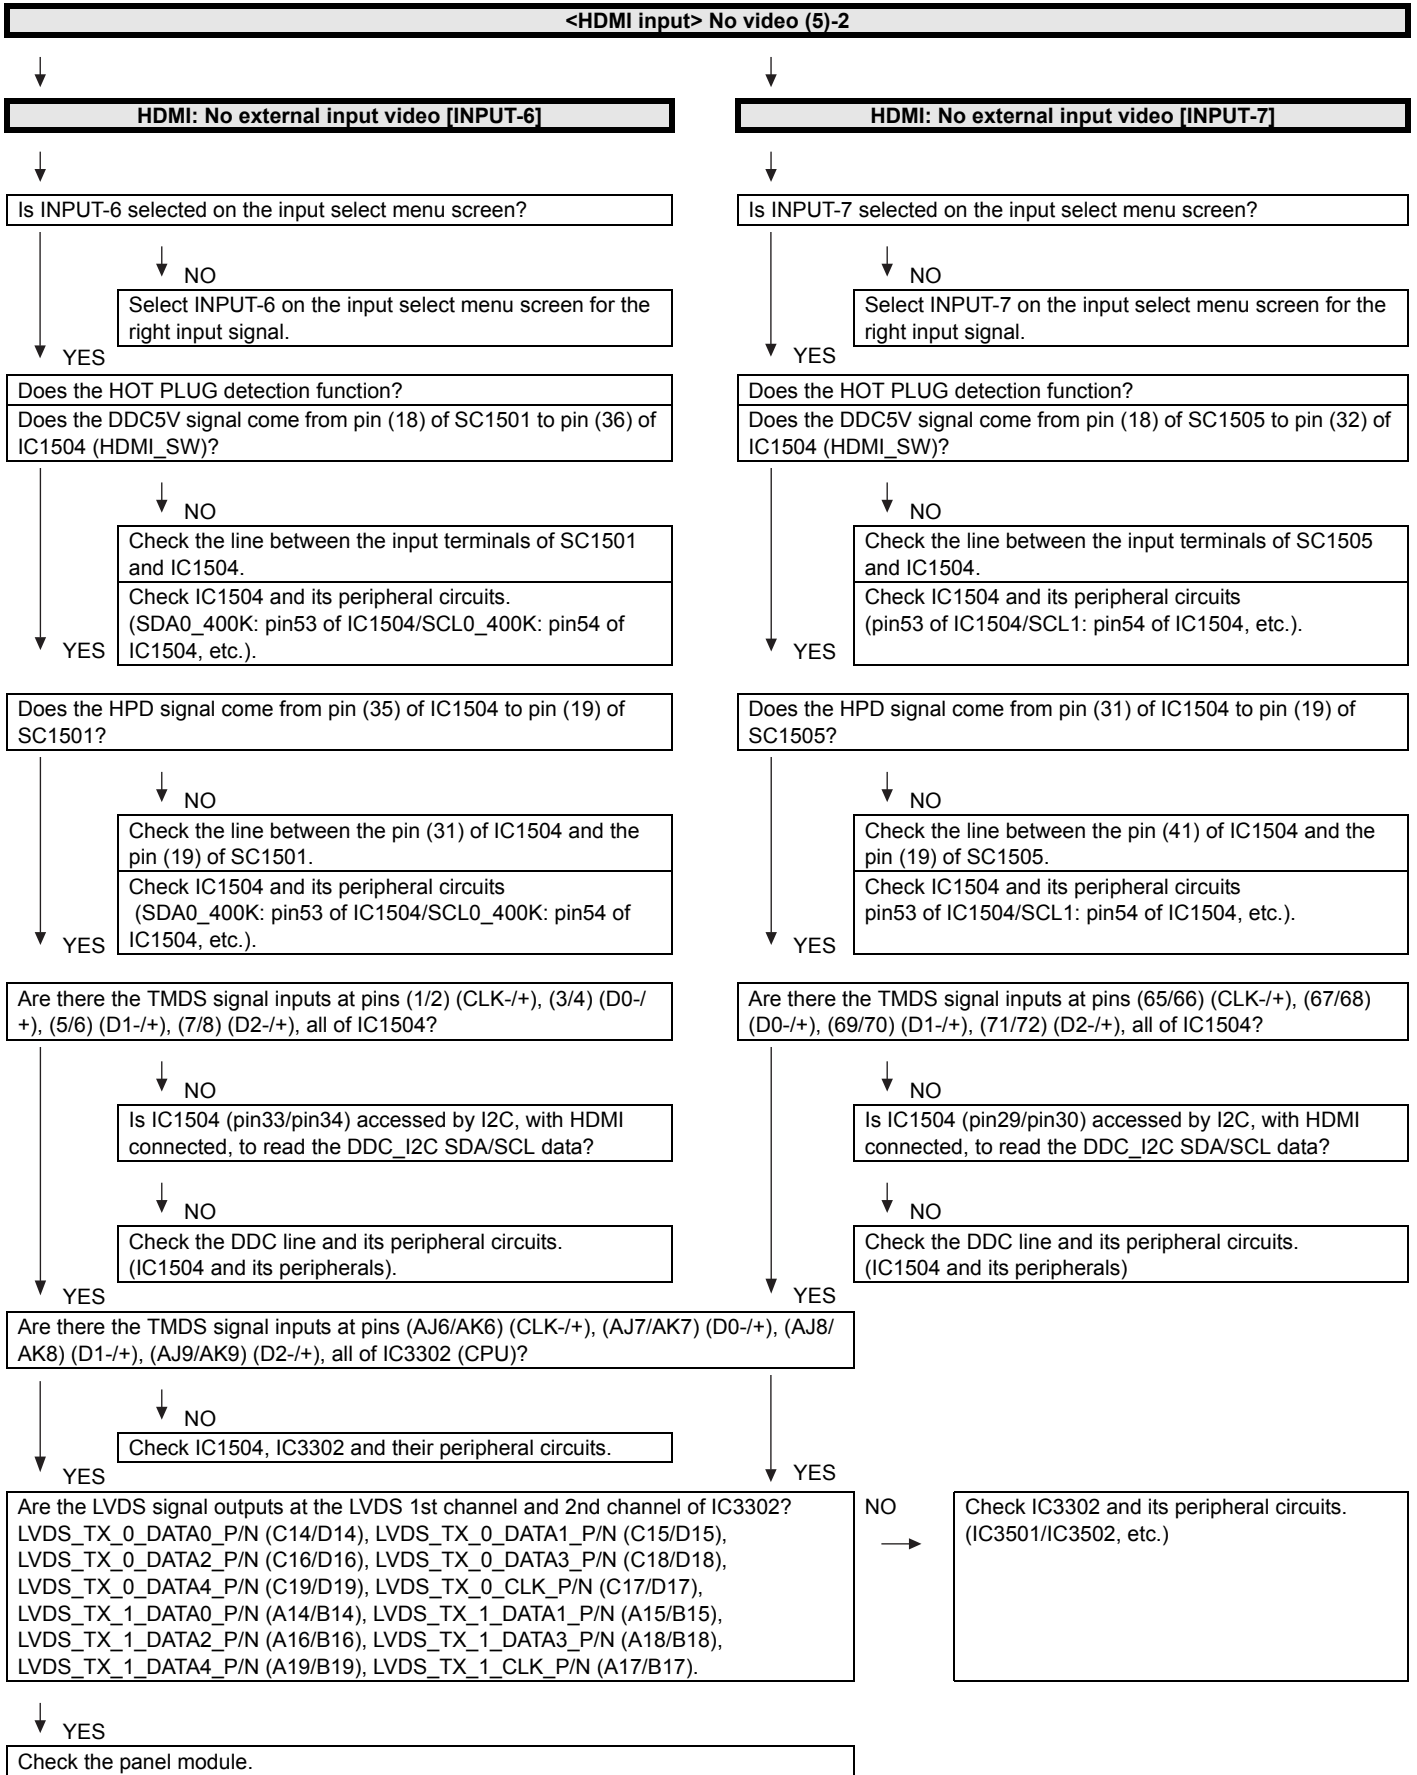 <HDMI input> No video (5)-2
HDMI: No external input video [INPUT-6]
Is INPUT-6 selected on the input select menu screen?
NO
Select INPUT-6 on the input select menu screen for the
right input signal.
YES
Does the HOT PLUG detection function?
Does the DDC5V signal come from pin (18) of SC1501 to pin (36) of
IC1504 (HDMI_SW)?
NO
Check the line between the input terminals of SC1501
and IC1504.
Check IC1504 and its peripheral circuits.
(SDA0_400K: pin53 of IC1504/SCL0_400K: pin54 of
IC1504, etc.).
YES
Does the HPD signal come from pin (35) of IC1504 to pin (19) of
SC1501?
NO
Check the line between the pin (31) of IC1504 and the
pin (19) of SC1501.
Check IC1504 and its peripheral circuits
(SDA0_400K: pin53 of IC1504/SCL0_400K: pin54 of
IC1504, etc.).
YES
Are there the TMDS signal inputs at pins (1/2) (CLK-/+), (3/4) (D0-/
+), (5/6) (D1-/+), (7/8) (D2-/+), all of IC1504?
NO
Is IC1504 (pin33/pin34) accessed by I2C, with HDMI
connected, to read the DDC_I2C SDA/SCL data?
NO
Check the DDC line and its peripheral circuits.
(IC1504 and its peripherals).
YES
HDMI: No external input video [INPUT-7]
Is INPUT-7 selected on the input select menu screen?
NO
Select INPUT-7 on the input select menu screen for the
right input signal.
YES
Does the HOT PLUG detection function?
Does the DDC5V signal come from pin (18) of SC1505 to pin (32) of
IC1504 (HDMI_SW)?
NO
Check the line between the input terminals of SC1505
and IC1504.
Check IC1504 and its peripheral circuits
(pin53 of IC1504/SCL1: pin54 of IC1504, etc.).
YES
Does the HPD signal come from pin (31) of IC1504 to pin (19) of
SC1505?
NO
Check the line between the pin (41) of IC1504 and the
pin (19) of SC1505.
Check IC1504 and its peripheral circuits
pin53 of IC1504/SCL1: pin54 of IC1504, etc.).
YES
Are there the TMDS signal inputs at pins (65/66) (CLK-/+), (67/68)
(D0-/+), (69/70) (D1-/+), (71/72) (D2-/+), all of IC1504?
NO
Is IC1504 (pin29/pin30) accessed by I2C, with HDMI
connected, to read the DDC_I2C SDA/SCL data?
NO
Check the DDC line and its peripheral circuits.
(IC1504 and its peripherals)
YES
Are there the TMDS signal inputs at pins (AJ6/AK6) (CLK-/+), (AJ7/AK7) (D0-/+), (AJ8/
AK8) (D1-/+), (AJ9/AK9) (D2-/+), all of IC3302 (CPU)?
NO
Check IC1504, IC3302 and their peripheral circuits.
YES
YES
Are the LVDS signal outputs at the LVDS 1st channel and 2nd channel of IC3302?
LVDS_TX_0_DATA0_P/N (C14/D14), LVDS_TX_0_DATA1_P/N (C15/D15),
LVDS_TX_0_DATA2_P/N (C16/D16), LVDS_TX_0_DATA3_P/N (C18/D18),
LVDS_TX_0_DATA4_P/N (C19/D19), LVDS_TX_0_CLK_P/N (C17/D17),
LVDS_TX_1_DATA0_P/N (A14/B14), LVDS_TX_1_DATA1_P/N (A15/B15),
LVDS_TX_1_DATA2_P/N (A16/B16), LVDS_TX_1_DATA3_P/N (A18/B18),
LVDS_TX_1_DATA4_P/N (A19/B19), LVDS_TX_1_CLK_P/N (A17/B17).
NO
Check IC3302 and its peripheral circuits.
(IC3501/IC3502, etc.)
YES
Check the panel module.